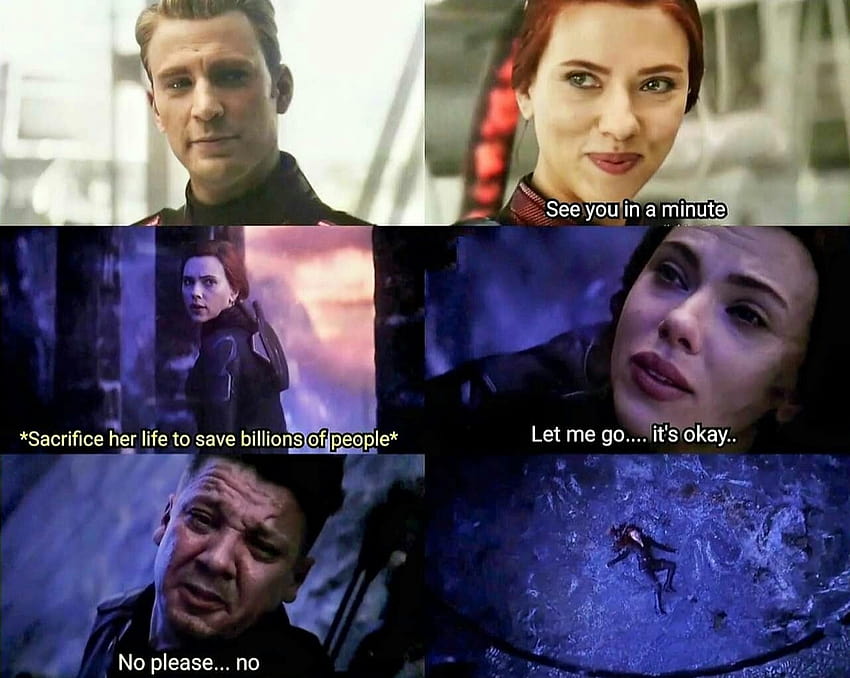 See you in a minute
*Sacrifice her life to save billions of people*
Let me go.... it's okay..
No please... no